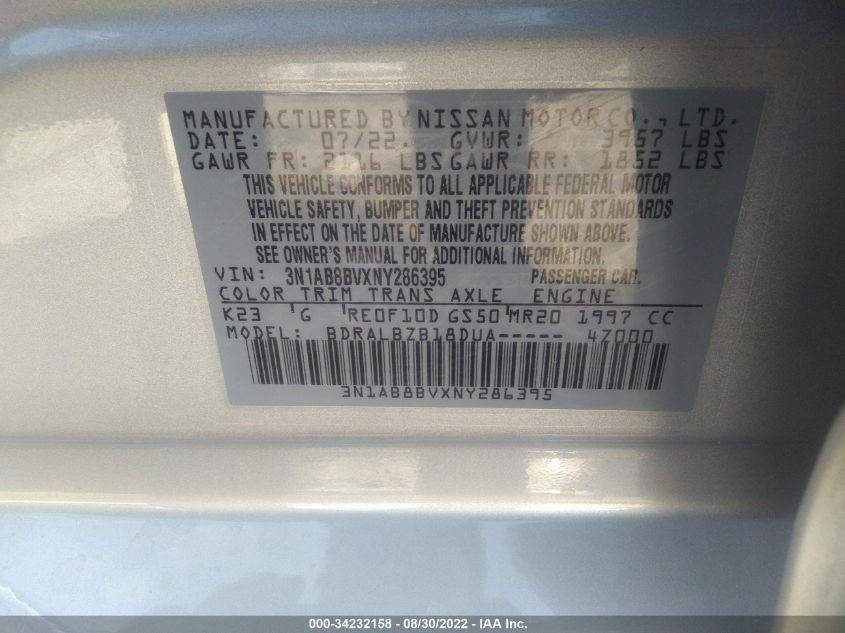 MANUFACTURED BY NISSAN MOTOR CO., LTD.
DATE: 07/22. GVWR: 3957 LBS
GAWR FR: 2116 LBS GAWR RR: 1852 LBS
THIS VEHICLE CONFORMS TO ALL APPLICABLE FEDERAL MOTOR
VEHICLE SAFETY, BUMPER AND THEFT PREVENTION STANDARDS
IN EFFECT ON THE DATE OF MANUFACTURE SHOWN ABOVE.
SEE OWNER'S MANUAL FOR ADDITIONAL INFORMATION.
VIN: 3N1AB8BVXNY286395 PASSENGER CAR.
COLOR TRIM TRANS AXLE ENGINE
K23 G RE0F10D GS50 MR20 1997 CC
MODEL: BDRALBZB18DUA----- 4Z000
3N1AB8BVXNY286395
000-34232158 - 08/30/2022 - IAA Inc.